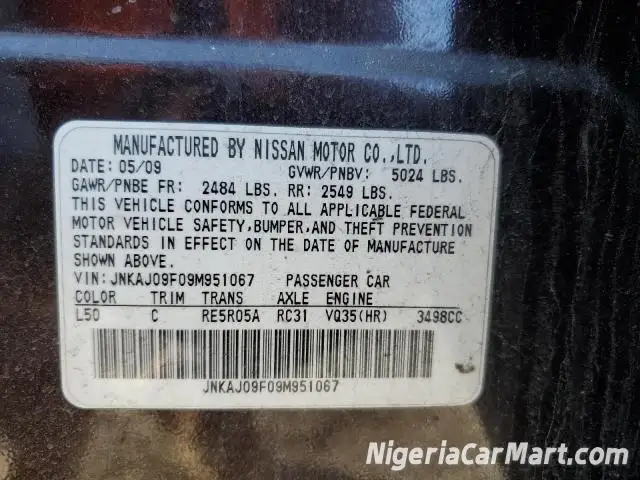 MANUFACTURED BY NISSAN MOTOR CO.,LTD.
DATE: 05/09 GVWR/PNBV: 5024 LBS.
GAWR/PNBE FR: 2484 LBS. RR: 2549 LBS.
THIS VEHICLE CONFORMS TO ALL APPLICABLE FEDERAL
MOTOR VEHICLE SAFETY,BUMPER,AND THEFT PREVENTION
STANDARDS IN EFFECT ON THE DATE OF MANUFACTURE
SHOWN ABOVE.
VIN:JNKAJ09F09M951067 PASSENGER CAR
COLOR TRIM TRANS AXLE ENGINE
L50 C RE5R05A RC31 VQ35(HR) 3498CC
JNKAJ09F09M951067
NigeriaCarMart.com